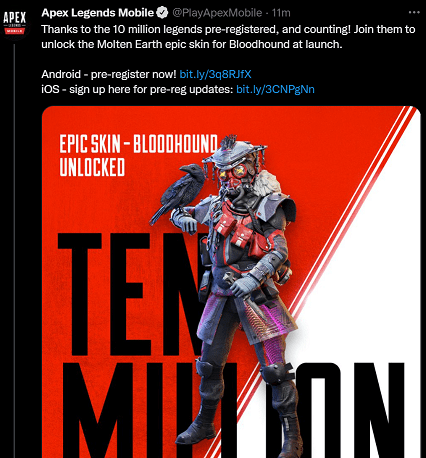 APEX
LEGENDS
MOBILE
Apex Legends Mobile @PlayApexMobile · 11m
Thanks to the 10 million legends pre-registered, and counting! Join them to
unlock the Molten Earth epic skin for Bloodhound at launch.
Android - pre-register now! bit.ly/3q8RJfX
iOS - sign up here for pre-reg updates: bit.ly/3CNPgNn
EPIC SKIN - BLOODHOUND
UNLOCKED
TEN
MILLION